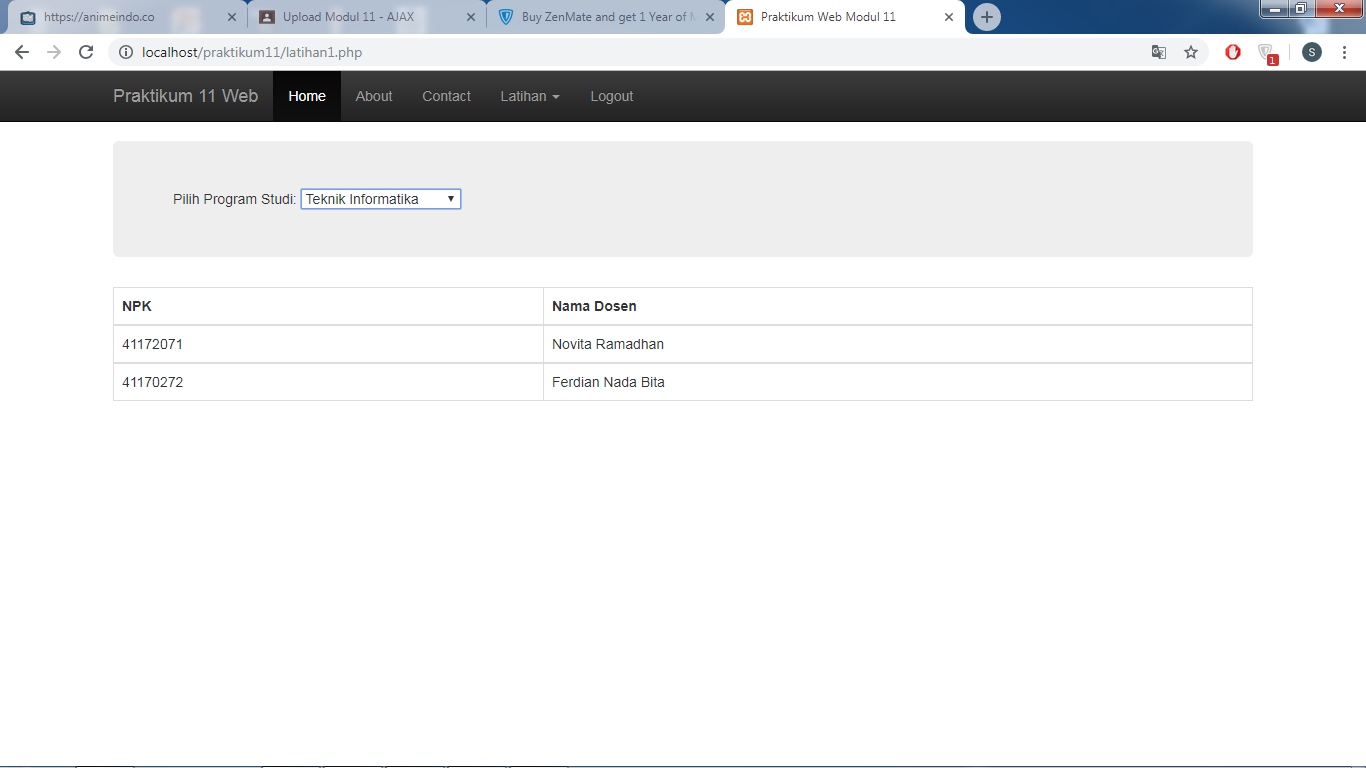 https://animeindo.co
Upload Modul 11 - AJAX
Buy ZenMate and get 1 Year of
Praktikum Web Modul 11
localhost/praktikum11/latihan1.php
1
S
Praktikum 11 Web
Home
About
Contact
Latihan
Logout
Pilih Program Studi: Teknik Informatika
NPK Nama Dosen
41172071 Novita Ramadhan
41170272 Ferdian Nada Bita